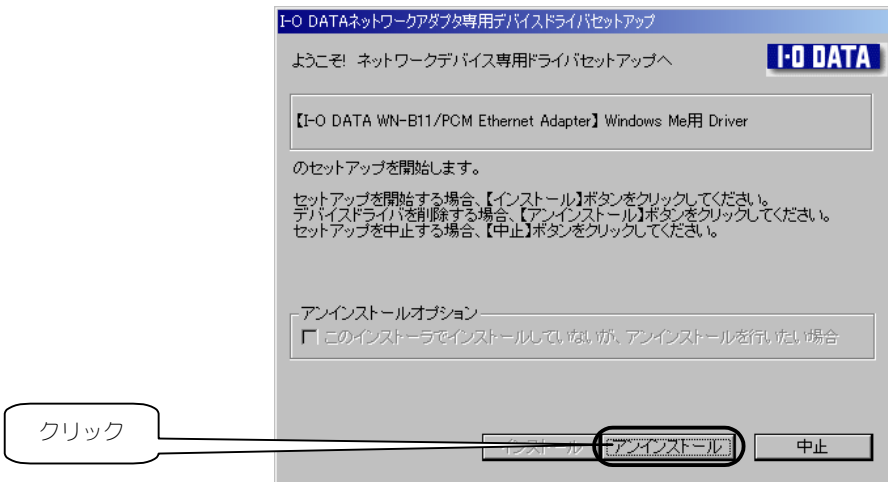 I-O DATAネットワークアダプタ専用デバイスドライバセットアップ
ようこそ! ネットワークデバイス専用ドライバセットアップへ
I·O DATA
【I-O DATA WN-B11/PCM Ethernet Adapter】 Windows Me用 Driver
のセットアップを開始します。
セットアップを開始する場合、【インストール】ボタンをクリックしてください。
デバイスドライバを削除する場合、【アンインストール】ボタンをクリックしてください。
セットアップを中止する場合、【中止】ボタンをクリックしてください。
アンインストールオプション
このインストーラでインストールしていないが、アンインストールを行いたい場合
クリック
インストール アンインストール 中止